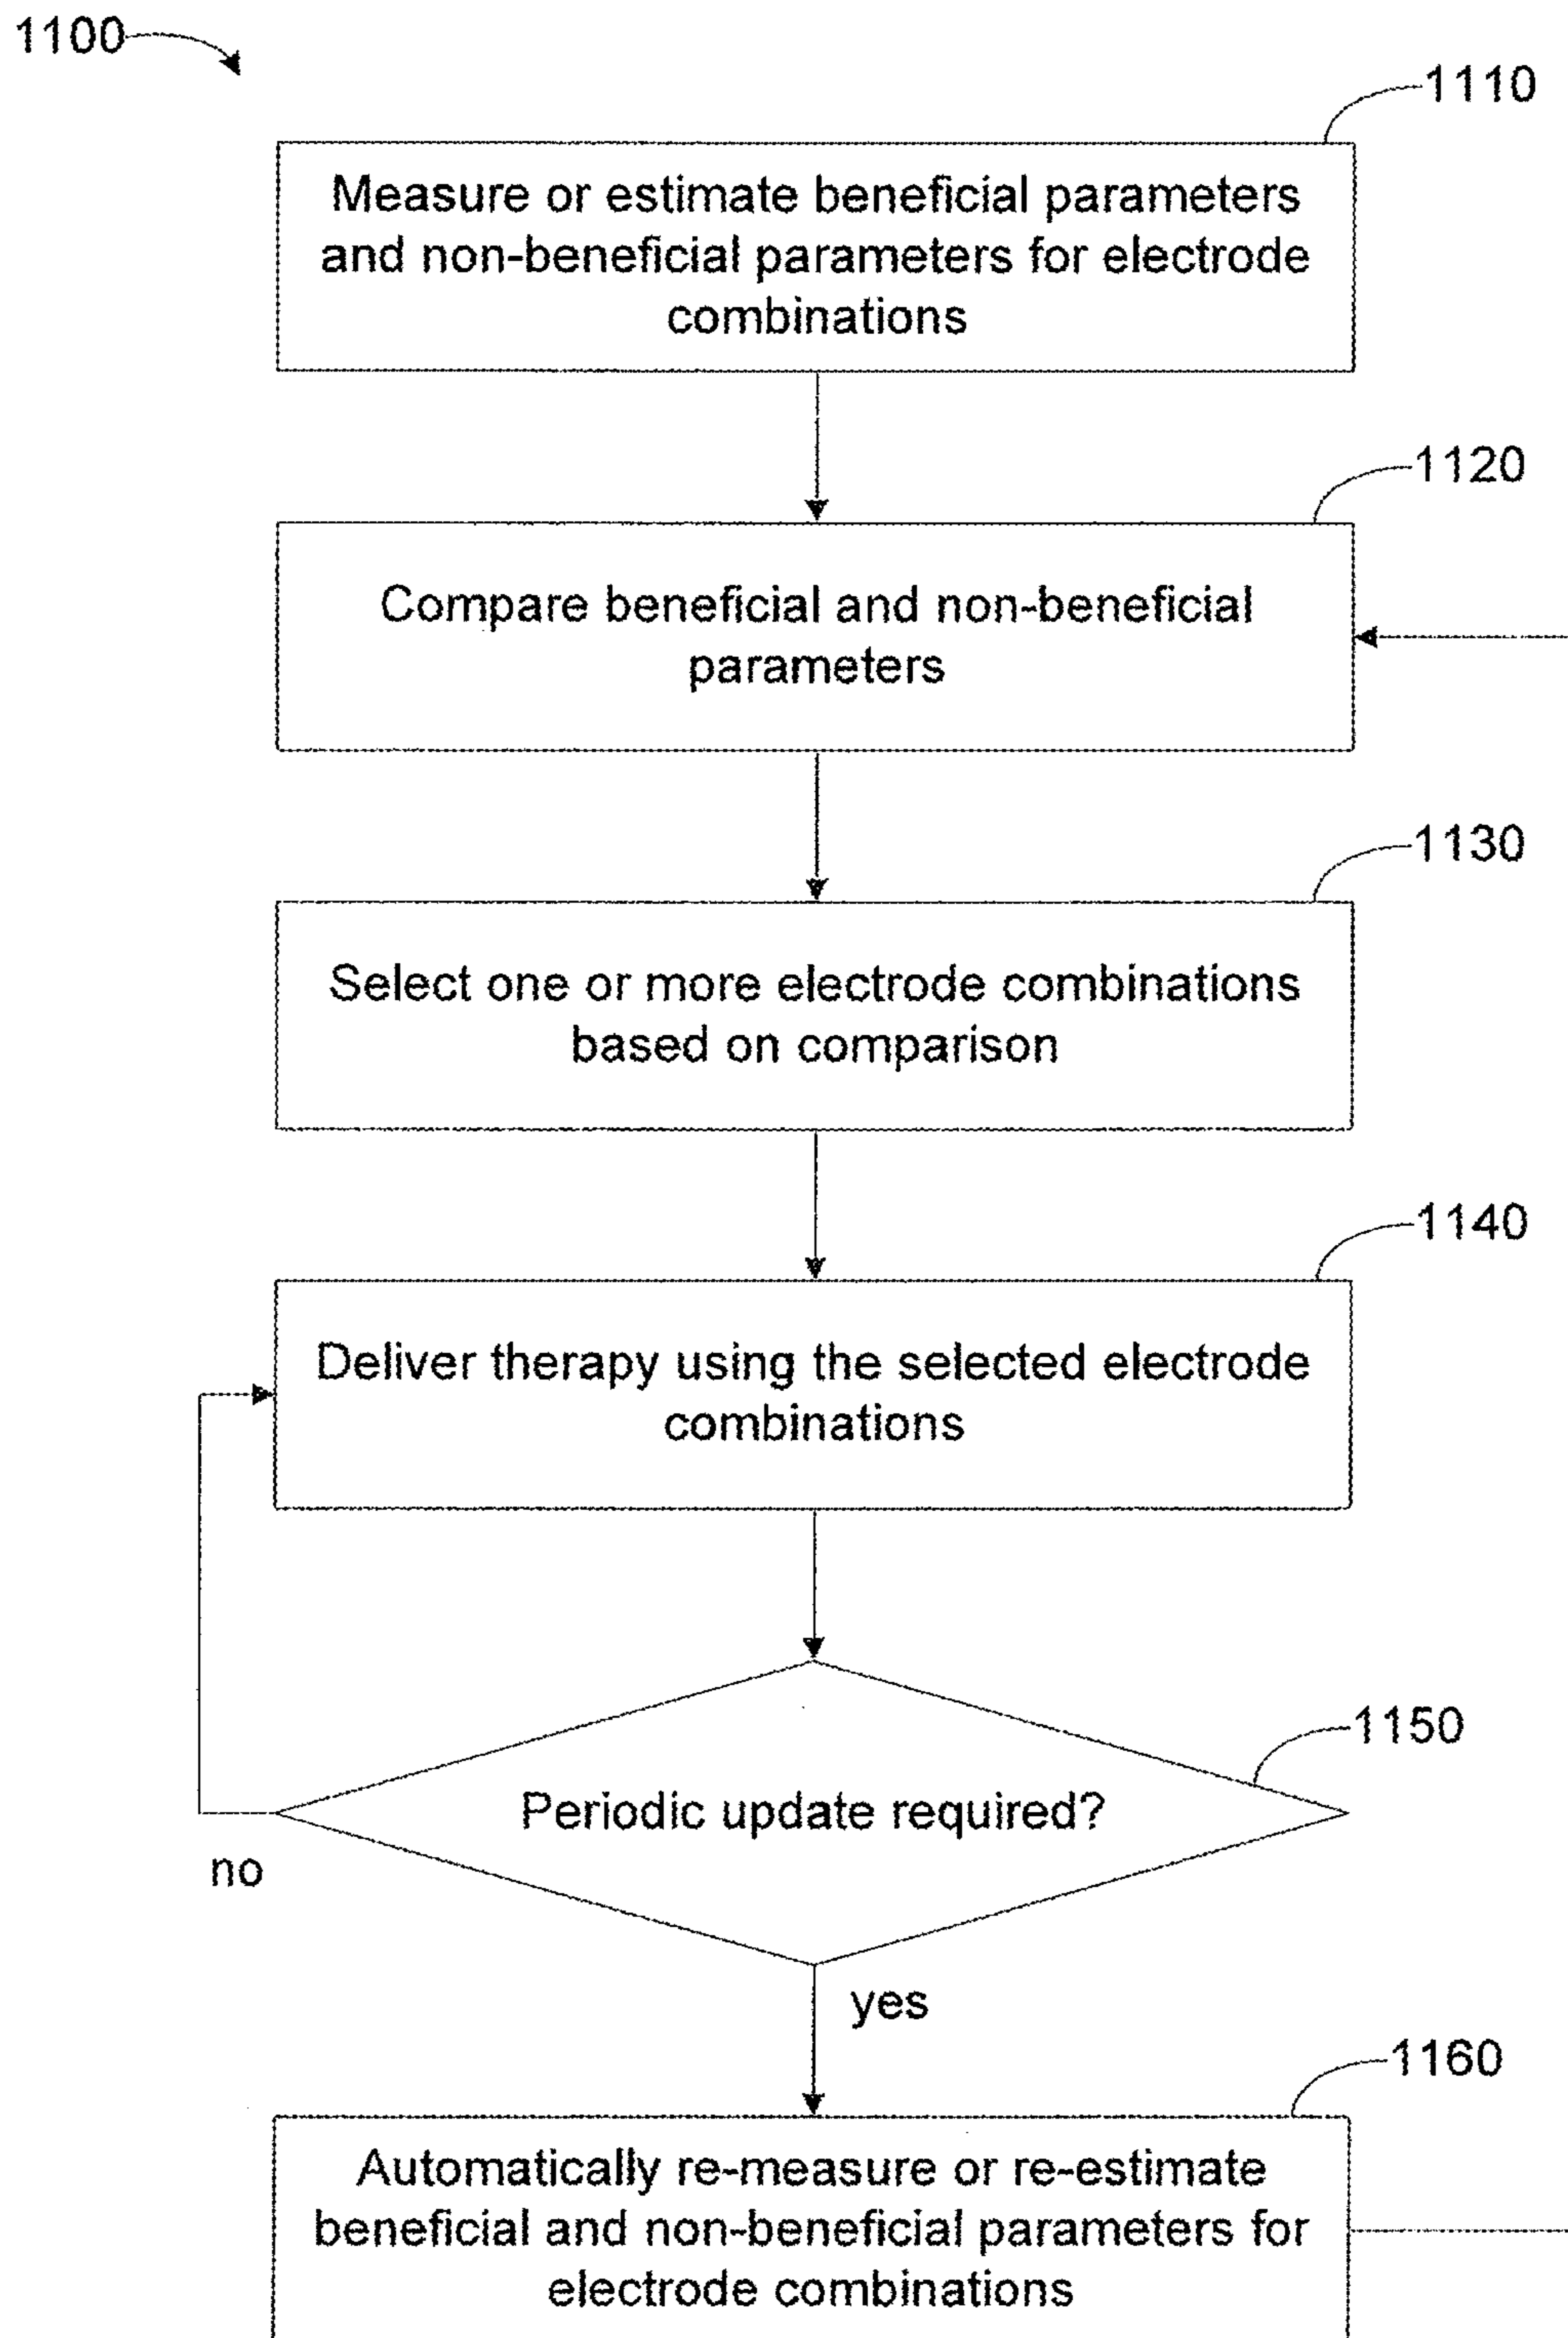 1100
1110
Measure or estimate beneficial parameters
and non-beneficial parameters for electrode
combinations
1120
Compare beneficial and non-beneficial
parameters
1130
Select one or more electrode combinations
based on comparison
1140
Deliver therapy using the selected electrode
combinations
1150
Periodic update required?
no
yes
1160
Automatically re-measure or re-estimate
beneficial and non-beneficial parameters for
electrode combinations